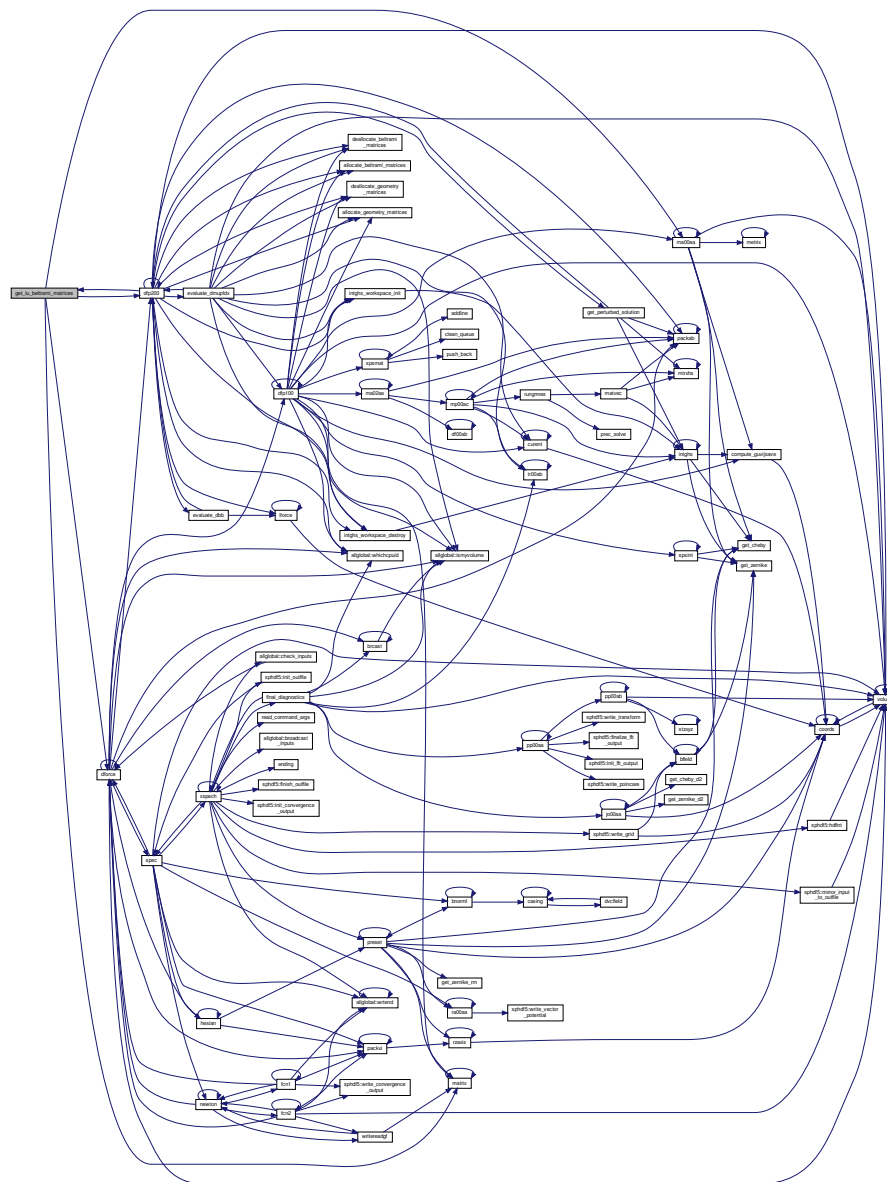 deallocate_beltrami
_matrices
allocate_beltrami_matrices
deallocate_geometry
_matrices
allocate_geometry_matrices
ma00aa
metrix
get_lu_beltrami_matrices
dfp200
evaluate_dmupfdx
intghs_workspace_init
addline
clean_queue
push_back
spsmat
get_perturbed_solution
packab
mtrxhs
dfp100
ma02aa
mp00ac
rungmres
matvec
df00ab
prec_solve
curent
tr00ab
intghs
compute_guvijsave
evaluate_dbb
lforce
intghs_workspace_destroy
allglobal::whichcpuid
allglobal::ismyvolume
spsint
get_cheby
get_zernike
brcast
allglobal::check_inputs
sphdf5::init_outfile
final_diagnostics
read_command_args
allglobal::broadcast
_inputs
ending
sphdf5::finish_outfile
sphdf5::init_convergence
_output
pp00ab
sphdf5::write_transform
sphdf5::finalize_flt
_output
sphdf5::init_flt_output
sphdf5::write_poincare
pp00aa
stzxyz
bfield
get_cheby_d2
get_zernike_d2
jo00aa
sphdf5::write_grid
coords
volu
dforce
xspech
spec
sphdf5::hdfint
sphdf5::mirror_input
_to_outfile
bnorml
casing
dvcfield
preset
get_zernike_rm
ra00aa
sphdf5::write_vector
_potential
allglobal::wrtend
hesian
packxi
rzaxis
fcn1
sphdf5::write_convergence
_output
matrix
newton
fcn2
writereadgf